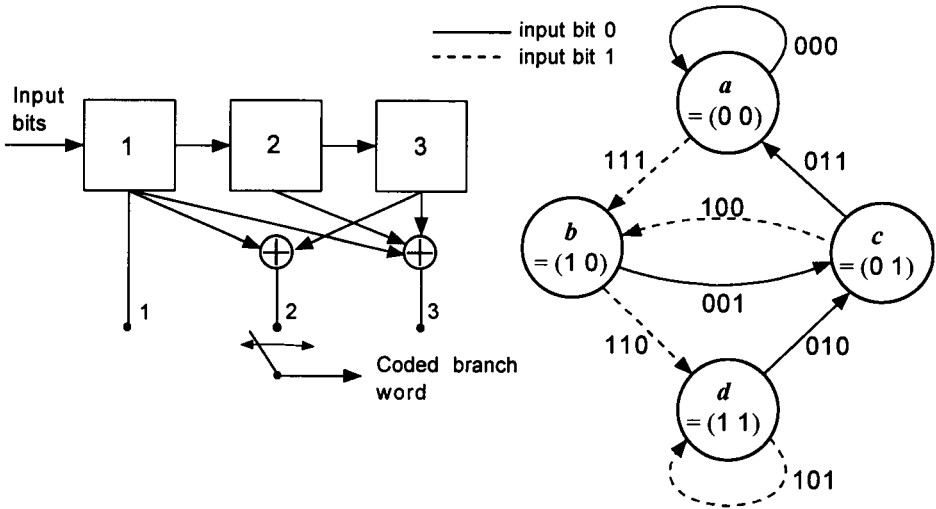 input bit 0
input bit 1
Input
bits
1
2
3
1
2
3
Coded branch
word
000
a
= (0 0)
111
011
100
b
= (1 0)
c
= (0 1)
001
110
010
d
= (1 1)
101